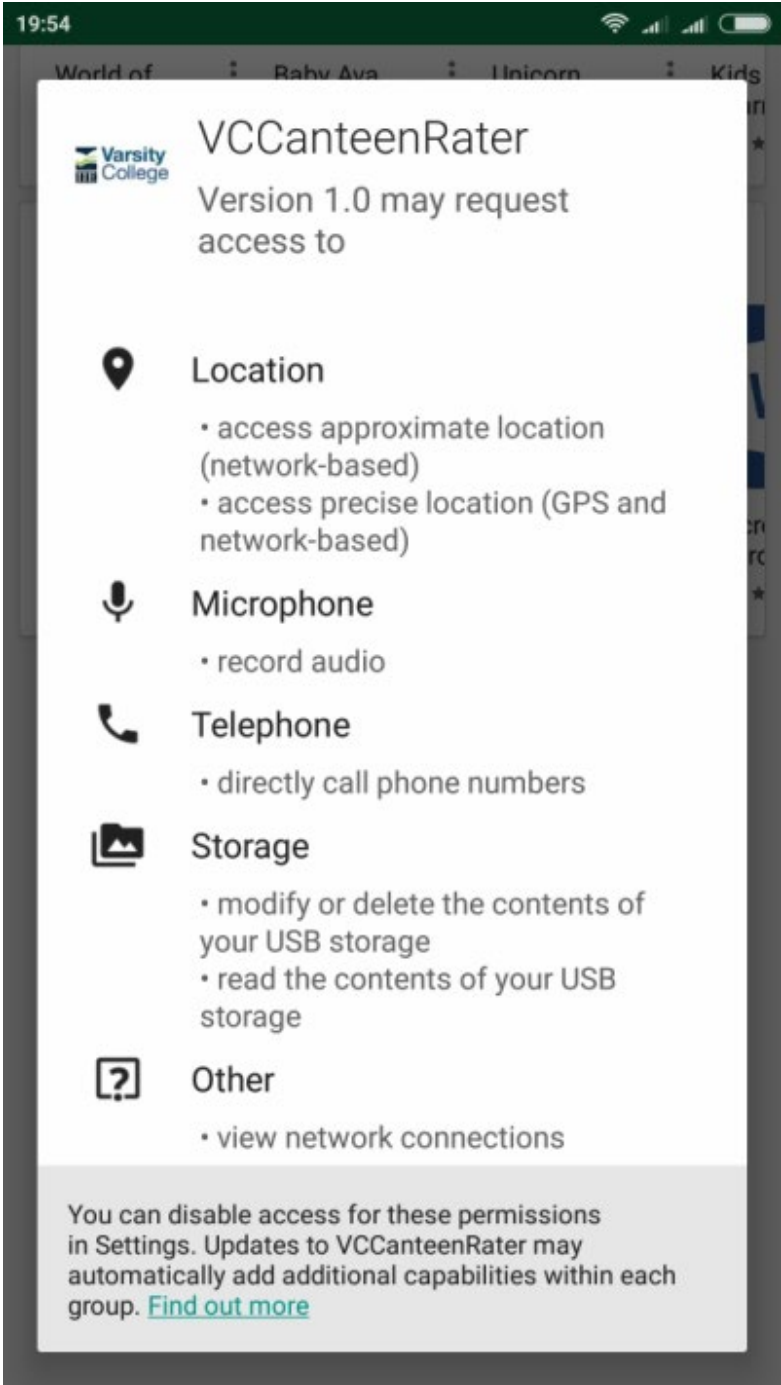 19:54
World of
Baby Ava
Unicorn
Kids
Varsity
College
VCCanteenRater
Version 1.0 may request
access to
Location
• access approximate location
(network-based)
• access precise location (GPS and
network-based)
Microphone
• record audio
Telephone
• directly call phone numbers
Storage
• modify or delete the contents of
your USB storage
• read the contents of your USB
storage
Other
• view network connections
You can disable access for these permissions
in Settings. Updates to VCCanteenRater may
automatically add additional capabilities within each
group. Find out more